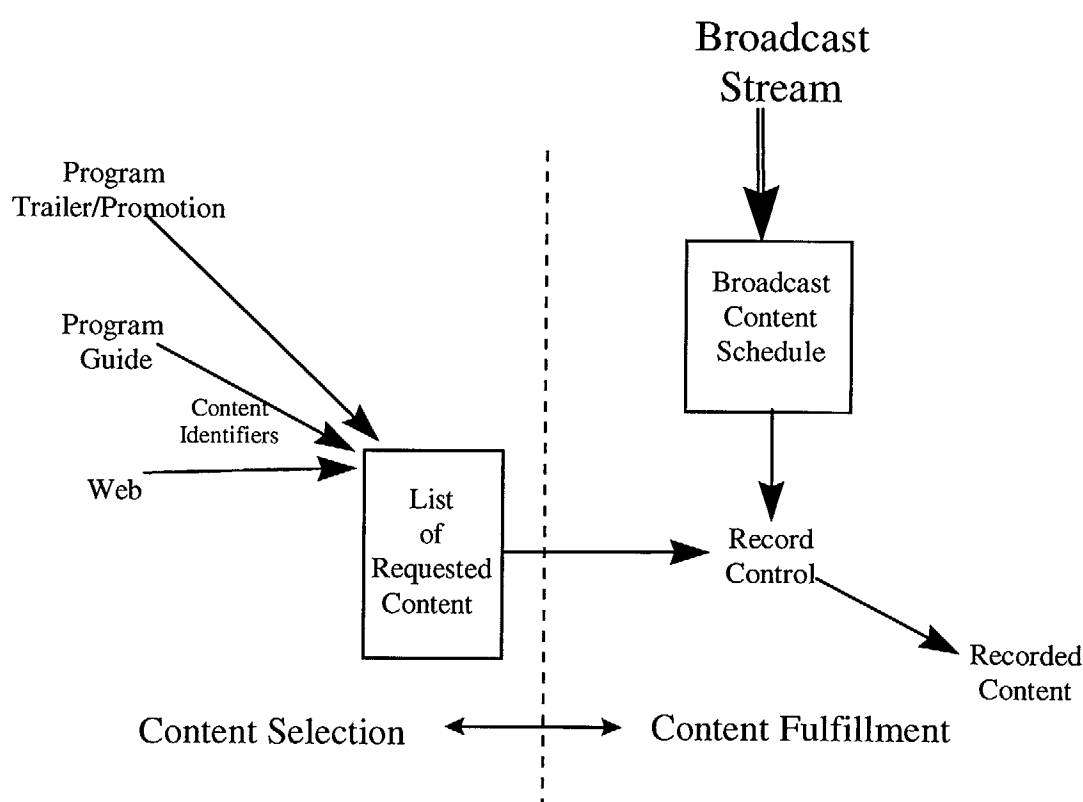 Broadcast
Stream
Program
Trailer/Promotion
Program
Guide
Content
Identifiers
Web
List
of
Requested
Content
Broadcast
Content
Schedule
Record
Control
Recorded
Content
Content Selection
Content Fulfillment